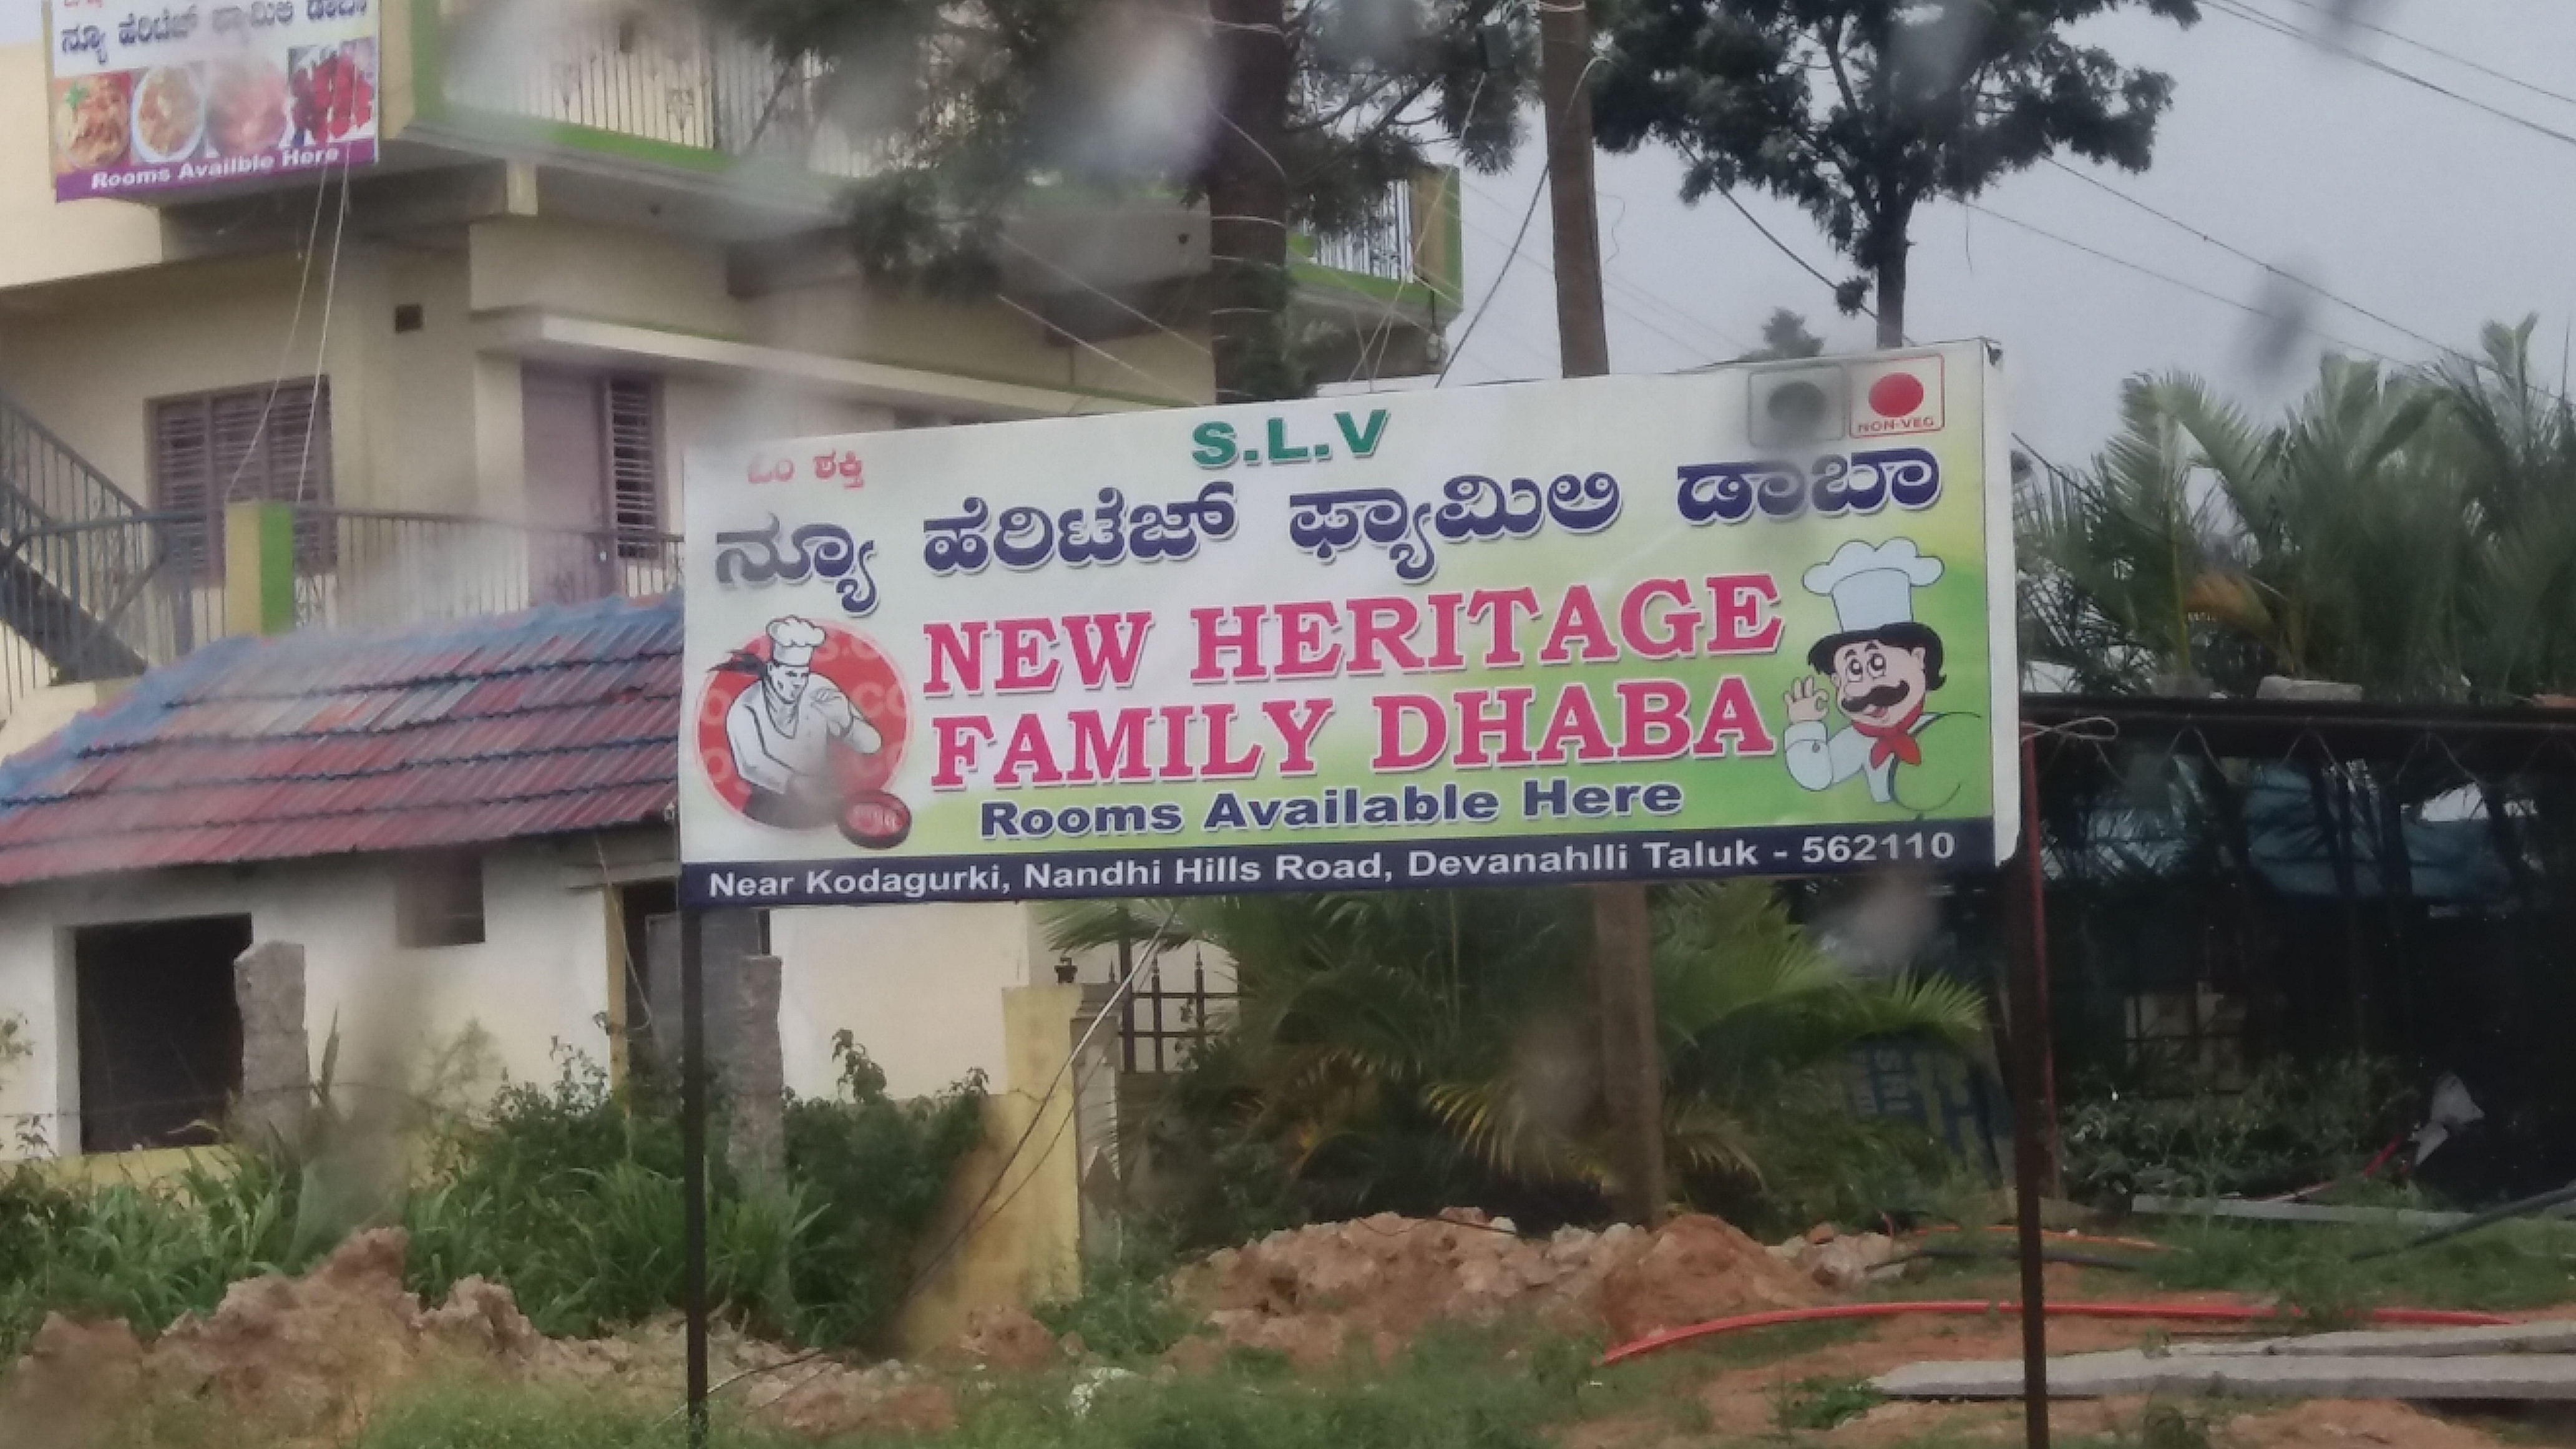 ನ್ಯೂ ಹೆರಿಟೆಜ್ ಫ್ಯಾಮಿಲಿ ಡಾಬಾ
Rooms Availble Here
ಓಂ ಶಕ್ತಿ
S.L.V
NON-VEG
ನ್ಯೂ ಹೆರಿಟೆಜ್ ಫ್ಯಾಮಿಲಿ ಡಾಬಾ
NEW HERITAGE
FAMILY DHABA
Rooms Available Here
Near Kodagurki, Nandhi Hills Road, Devanahlli Taluk - 562110